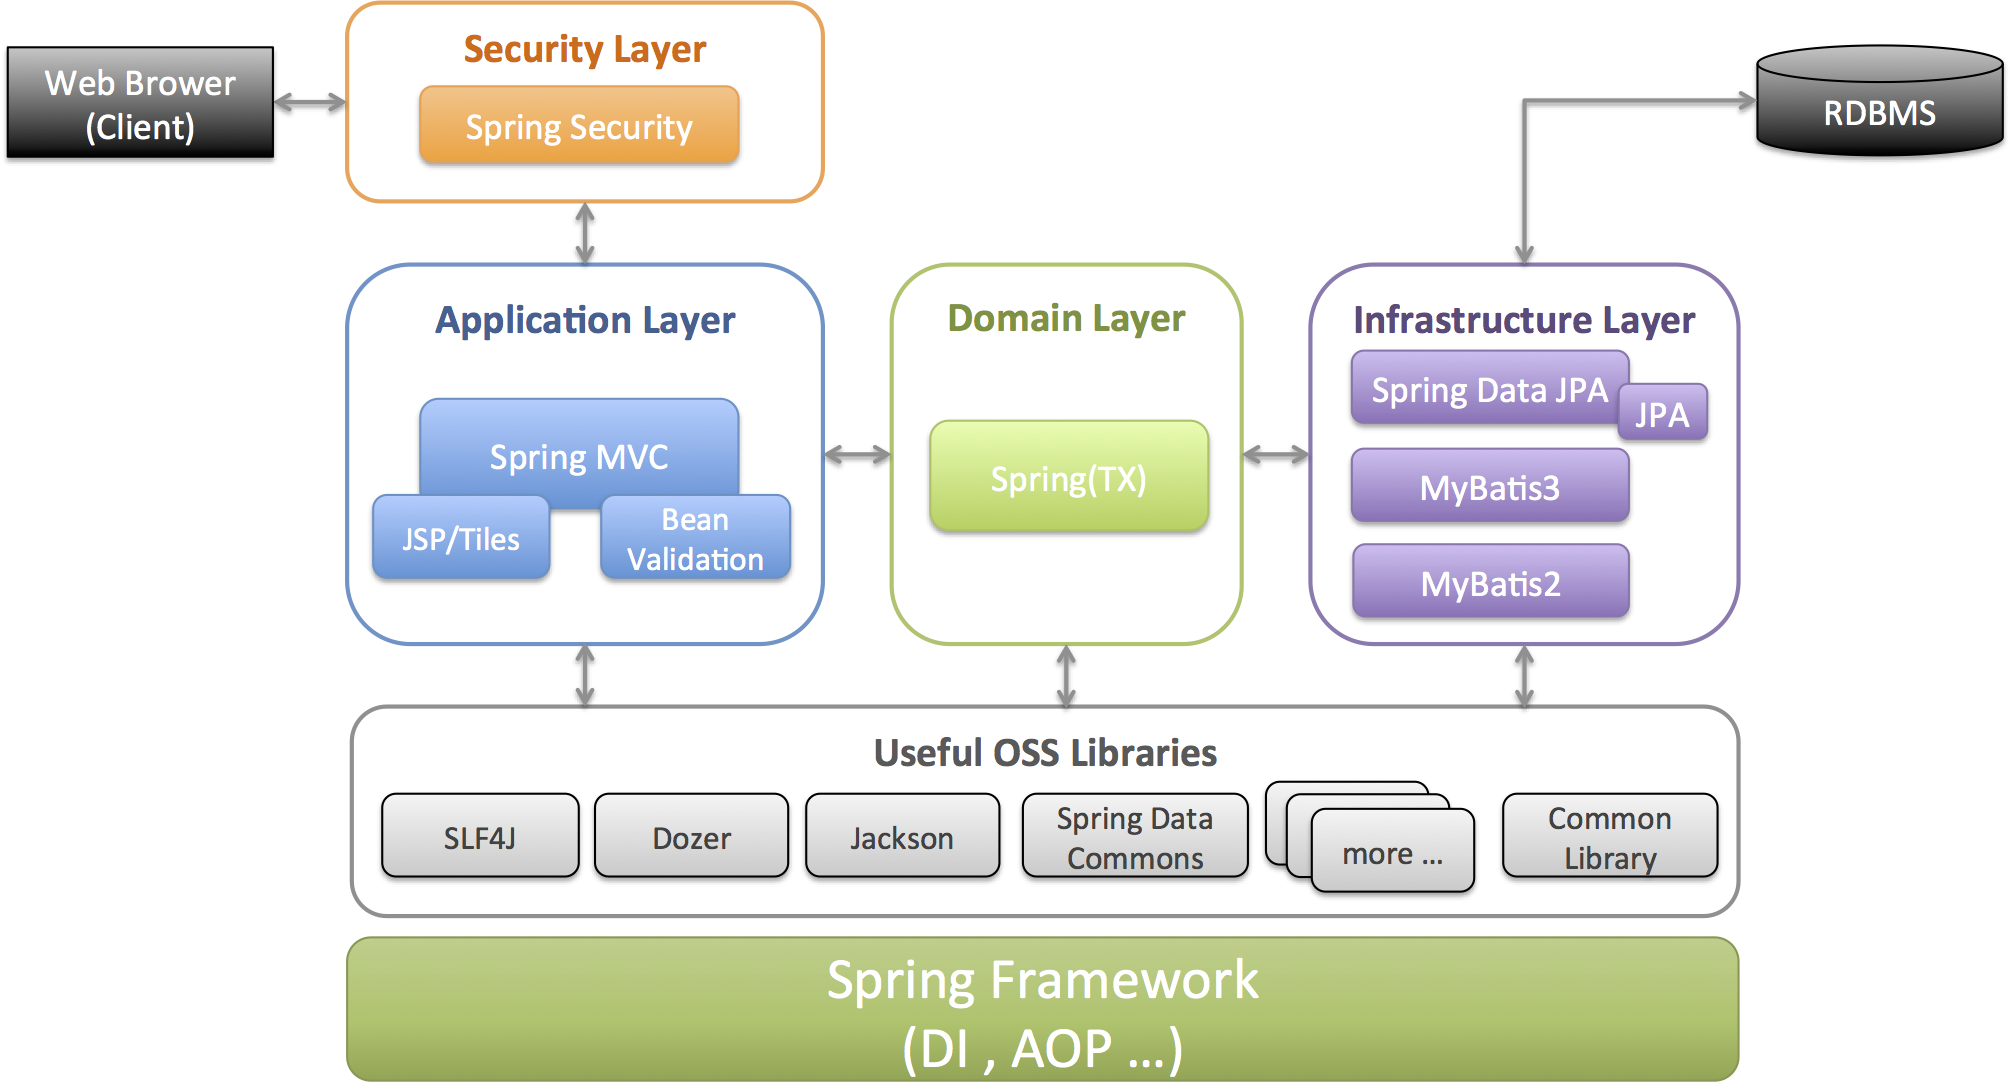 Web Brower
(Client)
Security Layer
Spring Security
RDBMS
Application Layer
Spring MVC
JSP/Tiles
Bean
Validation
Domain Layer
Spring(TX)
Infrastructure Layer
Spring Data JPA
JPA
MyBatis3
MyBatis2
Useful OSS Libraries
SLF4J
Dozer
Jackson
Spring Data
Commons
more ...
Common
Library
Spring Framework
(DI , AOP ...)